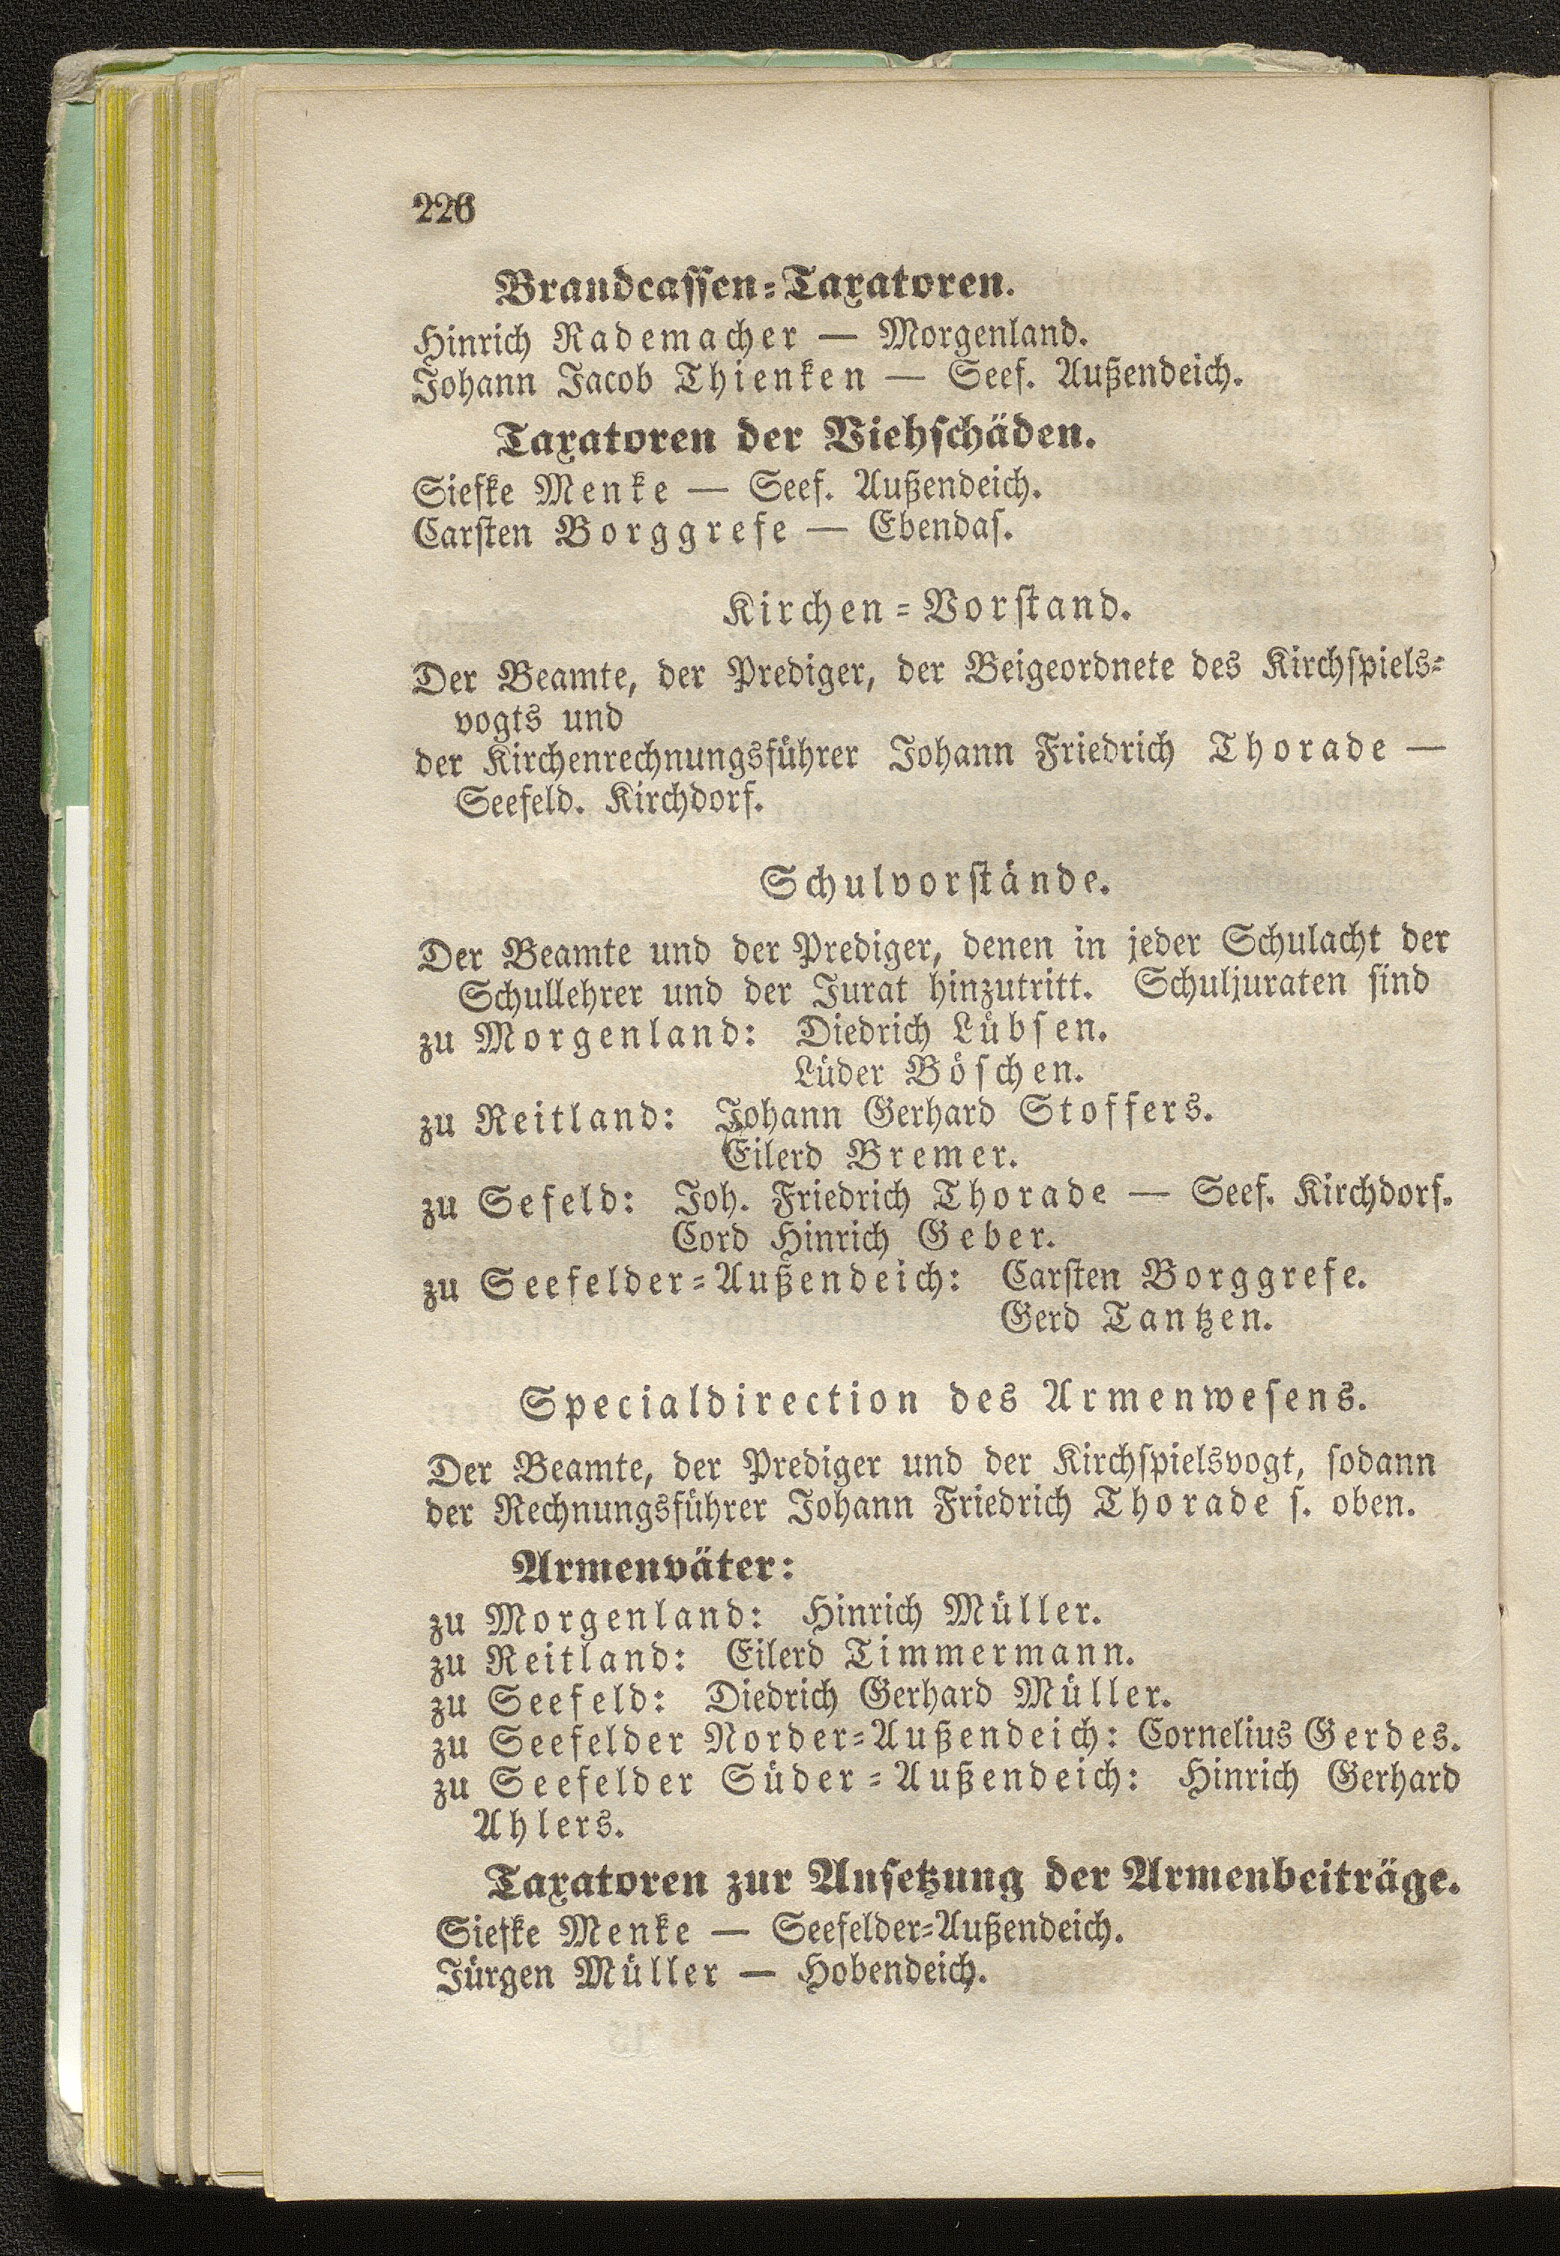 226
Brandcassen-Taxatoren.
Hinrich Rademacher — Morgenland.
Johann Jacob Thienken — Seef. Außendeich.
Taxatoren der Viehschäden.
Siefke Menke — Seef. Außendeich.
Carsten Borggrefe — Ebendas.
Kirchen-Vorstand.
Der Beamte, der Prediger, der Beigeordnete des Kirchspiels-
vogts und
der Kirchenrechnungsführer Johann Friedrich Thorade —
Seefeld. Kirchdorf.
Schulvorstände.
Der Beamte und der Prediger, denen in jeder Schulacht der
Schullehrer und der Jurat hinzutritt. Schuljuraten sind
zu Morgenland: Diedrich Lübsen.
Lüder Böschen.
zu Reitland: Johann Gerhard Stoffers.
Eilerd Bremer.
zu Sefeld: Joh. Friedrich Thorade — Seef. Kirchdorf.
Cord Hinrich Geber.
zu Seefelder-Außendeich: Carsten Borggrefe.
Gerd Tantzen.
Specialdirection des Armenwesens.
Der Beamte, der Prediger und der Kirchspielsvogt, sodann
der Rechnungsführer Johann Friedrich Thorade s. oben.
Armenväter:
zu Morgenland: Hinrich Müller.
zu Reitland: Eilerd Timmermann.
zu Seefeld: Diedrich Gerhard Müller.
zu Seefelder Norder-Außendeich: Cornelius Gerdes.
zu Seefelder Süder-Außendeich: Hinrich Gerhard
Ahlers.
Taxatoren zur Ansetzung der Armenbeiträge.
Siefke Menke — Seefelder-Außendeich.
Jürgen Müller — Hobendeich.